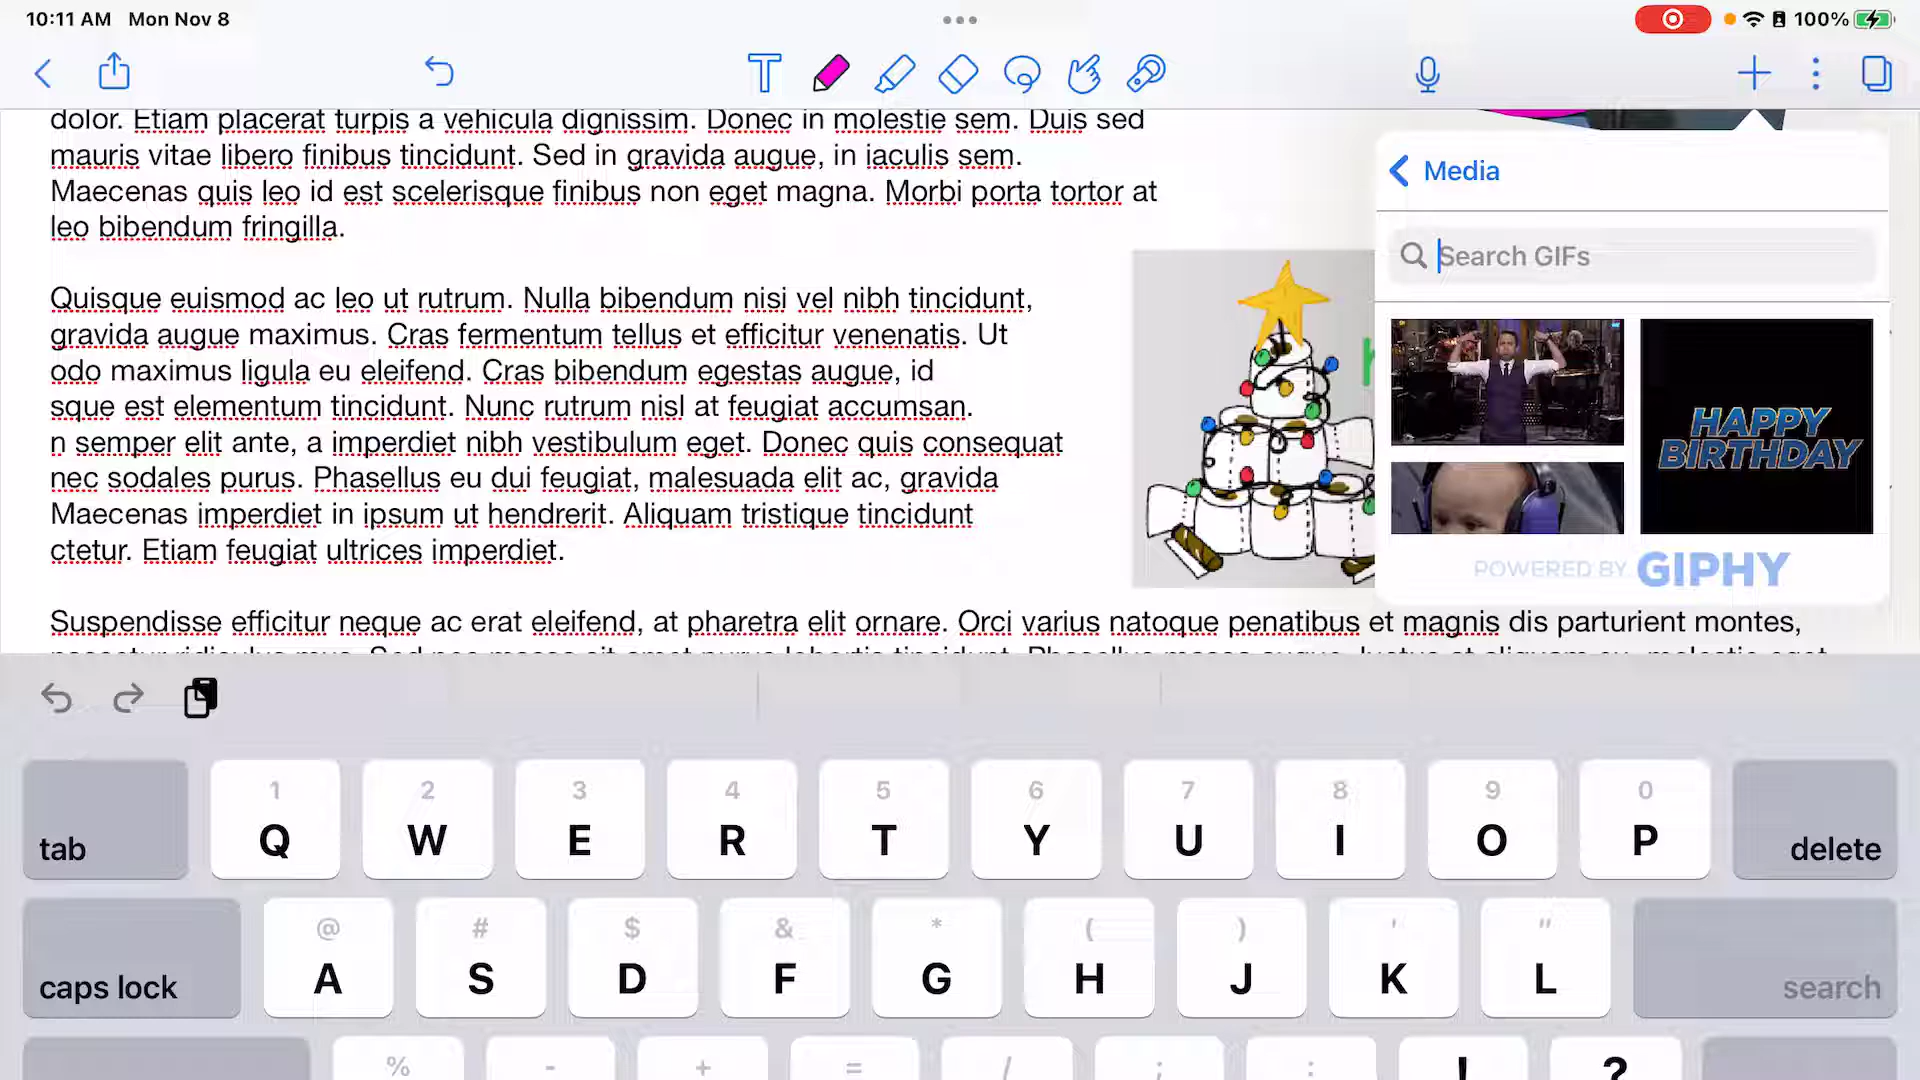 10:11 AM Mon Nov 8
100%
dolor. Etiam placerat turpis a vehicula dignissim. Donec in molestie sem. Duis sed
mauris vitae libero finibus tincidunt. Sed in gravida augue, in iaculis sem.
Maecenas quis leo id est scelerisque finibus non eget magna. Morbi porta tortor at
leo bibendum fringilla.
Quisque euismod ac leo ut rutrum. Nulla bibendum nisi vel nibh tincidunt,
gravida augue maximus. Cras fermentum tellus et efficitur venenatis. Ut
odo maximus ligula eu eleifend. Cras bibendum egestas augue, id
sque est elementum tincidunt. Nunc rutrum nisl at feugiat accumsan.
n semper elit ante, a imperdiet nibh vestibulum eget. Donec quis consequat
nec sodales purus. Phasellus eu dui feugiat, malesuada elit ac, gravida
Maecenas imperdiet in ipsum ut hendrerit. Aliquam tristique tincidunt
ctetur. Etiam feugiat ultrices imperdiet.
Media
Search GIFs
HAPPY
BIRTHDAY
POWERED BY GIPHY
Suspendisse efficitur neque ac erat eleifend, at pharetra elit ornare. Orci varius natoque penatibus et magnis dis parturient montes,
1 2 3 4 5 6 7 8 9 0
tab Q W E R T Y U I O P delete
@ # $ & * ( ) ' "
caps lock A S D F G H J K L search
% - + = / ; : ! ?